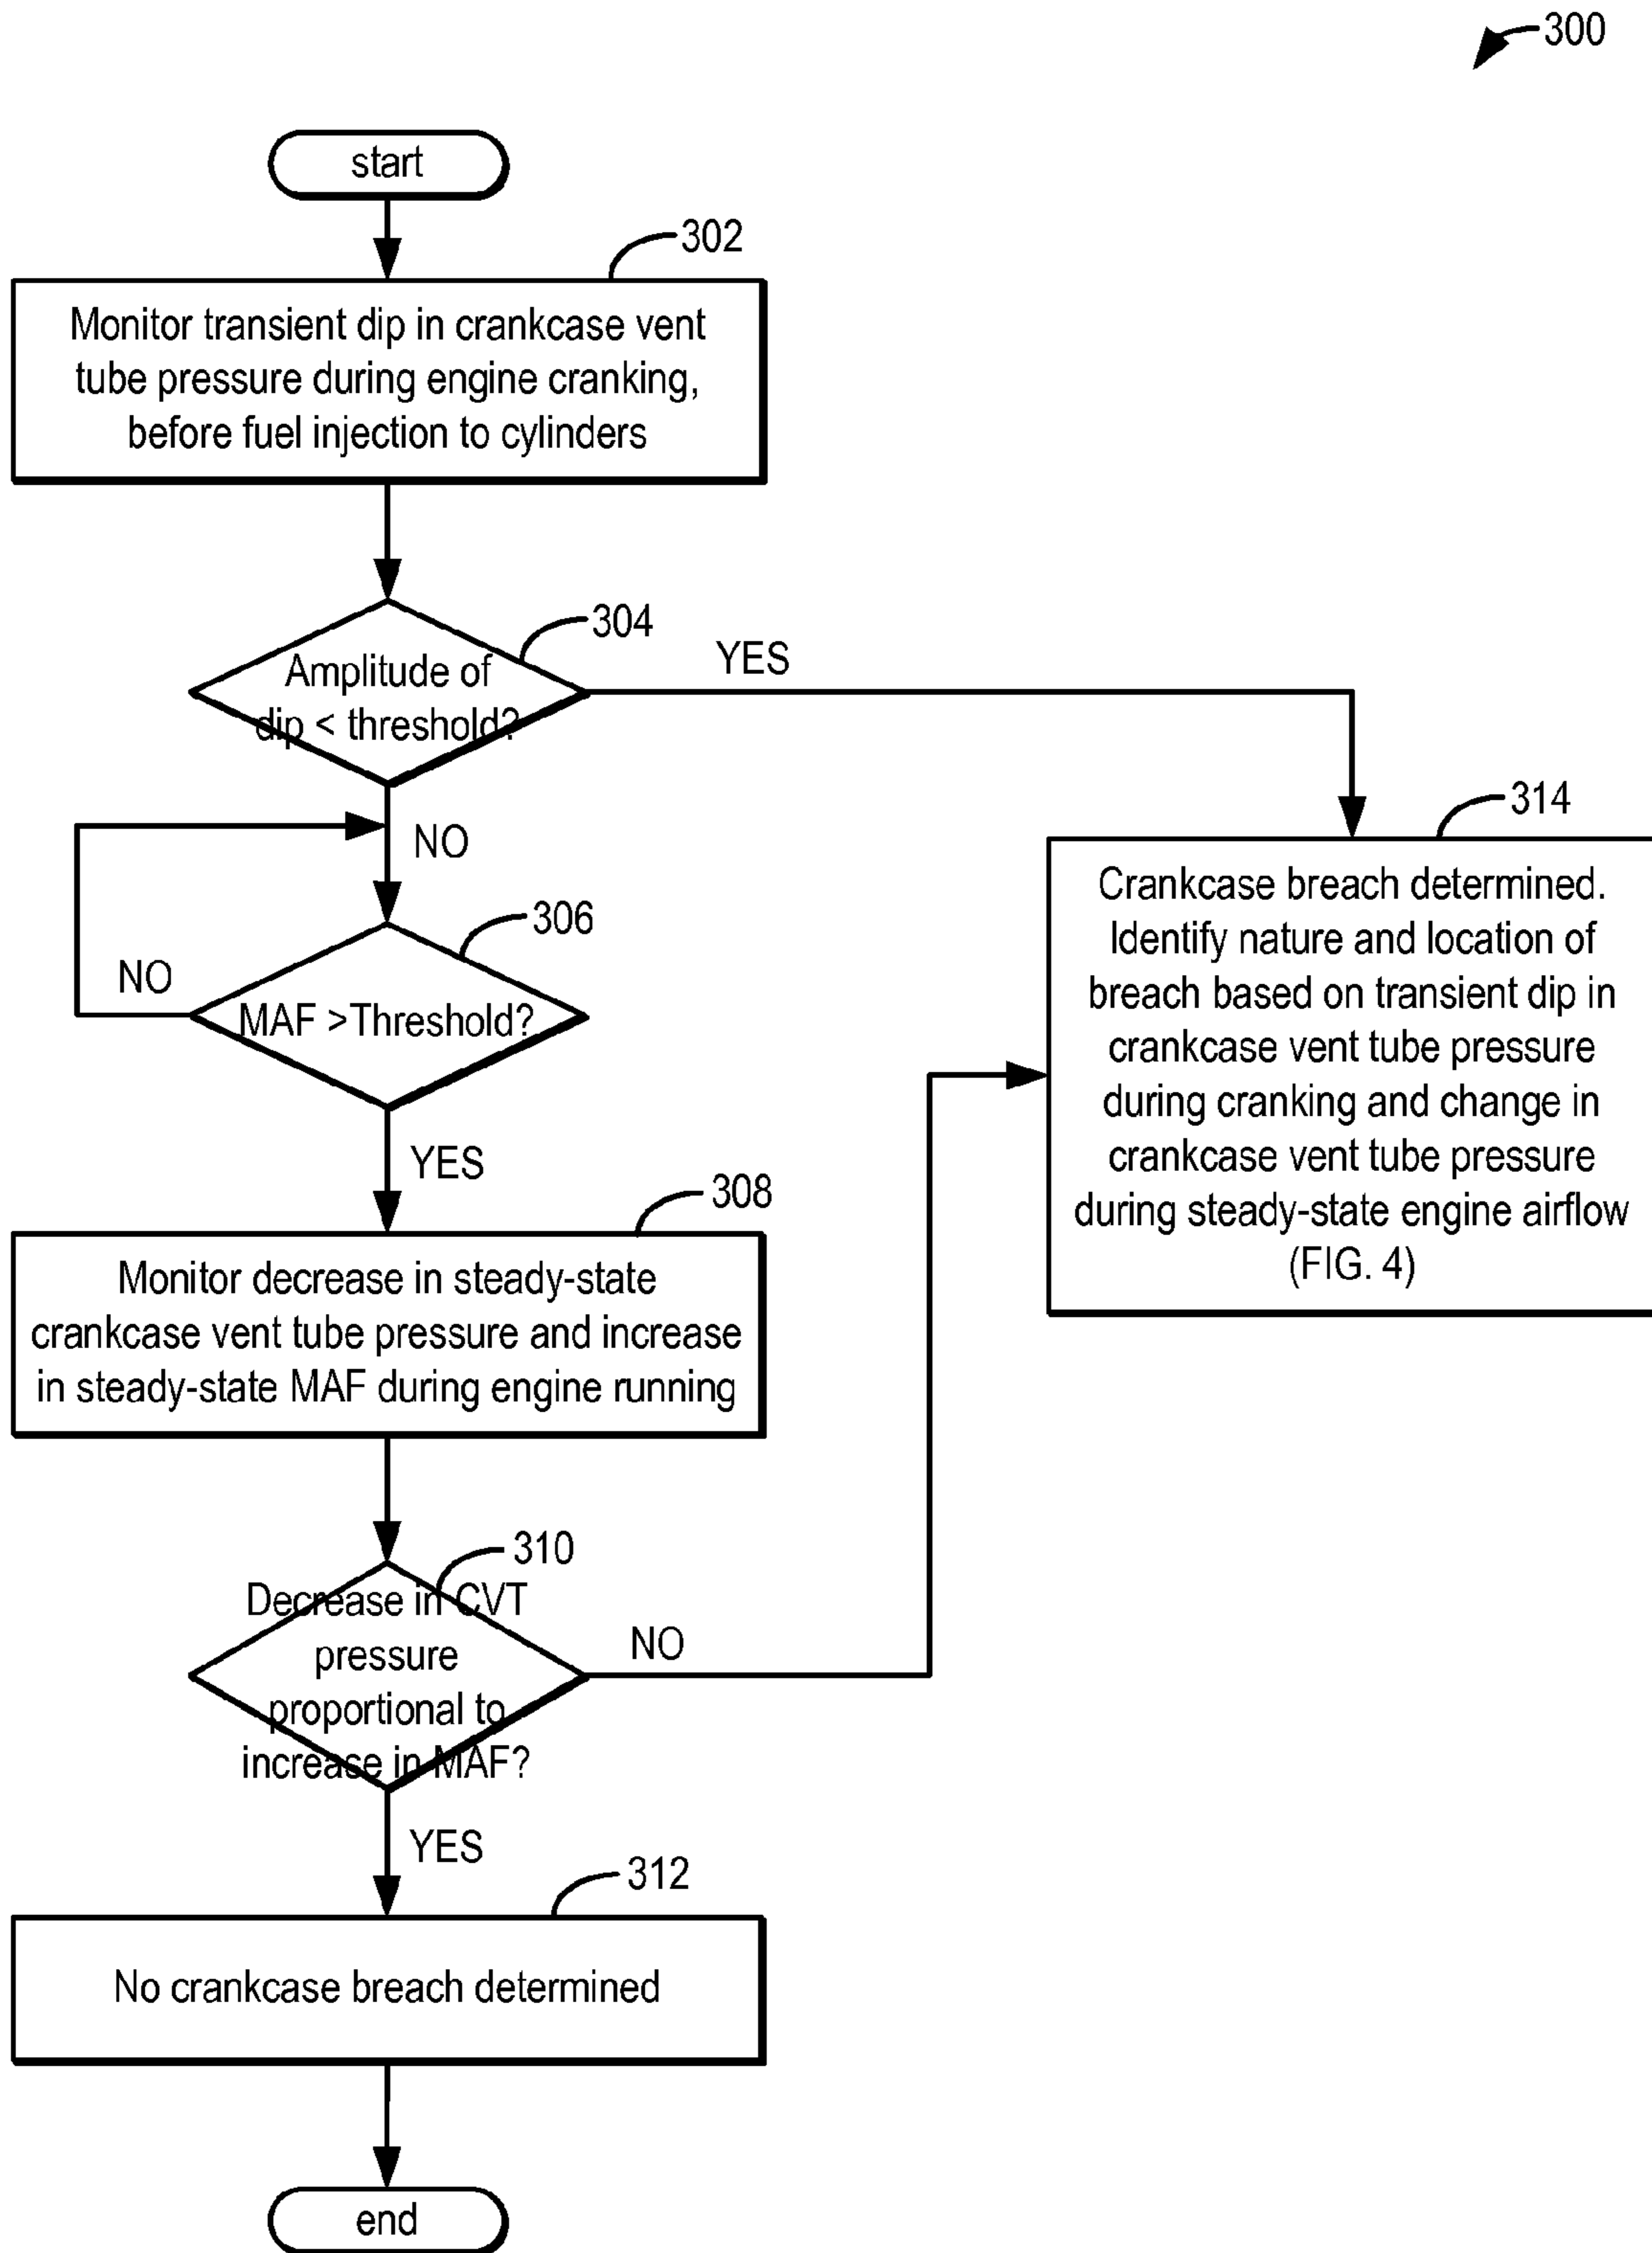 300
start
302
Monitor transient dip in crankcase vent
tube pressure during engine cranking,
before fuel injection to cylinders
304
Amplitude of
dip < threshold?
YES
NO
306
MAF >Threshold?
NO
YES
308
Monitor decrease in steady-state
crankcase vent tube pressure and increase
in steady-state MAF during engine running
310
Decrease in CVT
pressure
proportional to
increase in MAF?
NO
YES
312
No crankcase breach determined
end
314
Crankcase breach determined.
Identify nature and location of
breach based on transient dip in
crankcase vent tube pressure
during cranking and change in
crankcase vent tube pressure
during steady-state engine airflow
(FIG. 4)